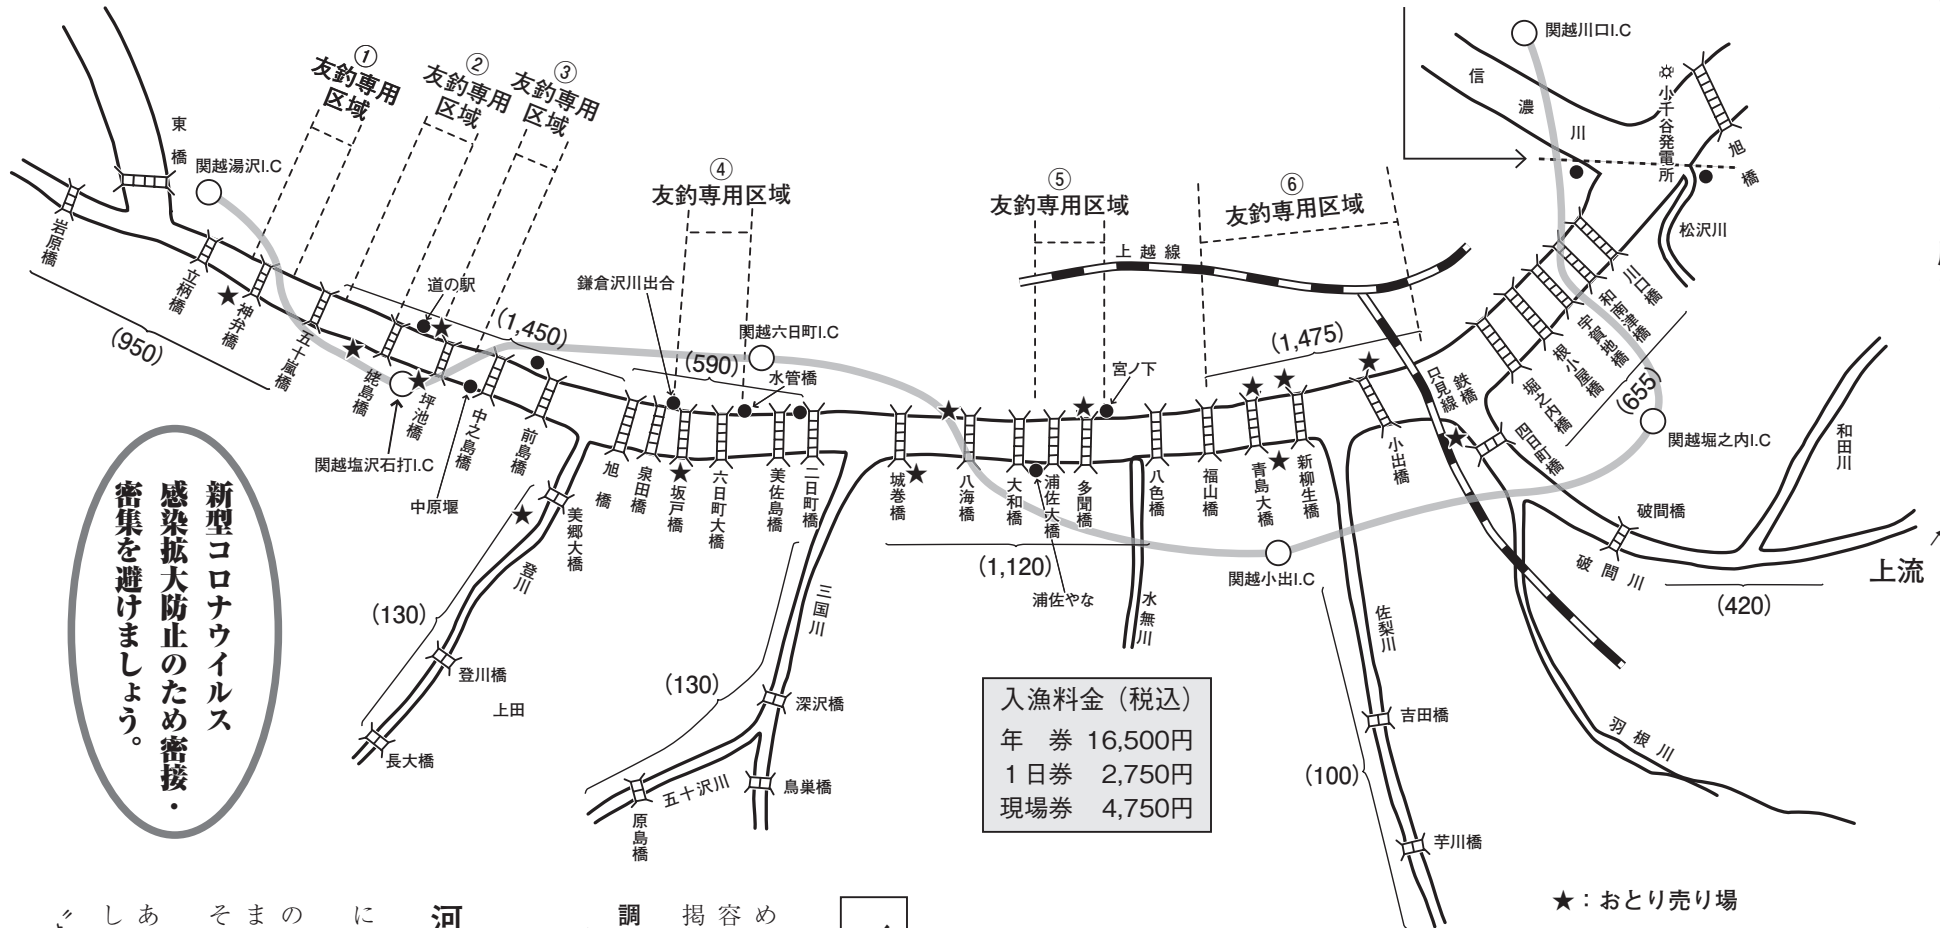 ①
友釣専用
区域
②
友釣専用
区域
③
友釣専用
区域
④
友釣専用区域
⑤
友釣専用区域
⑥
友釣専用区域
関越川口I.C
信濃川
小千谷発電所
旭橋
松沢川
東橋
関越湯沢I.C
岩原橋
立柄橋
神弁橋
五十嵐橋
(950)
道の駅
(1,450)
姥島橋
坪池橋
中之島橋
前島橋
関越塩沢石打I.C
中原堰
鎌倉沢川出合
関越六日町I.C
(590)
水管橋
旭橋
泉田橋
坂戸橋
六日町大橋
美佐島橋
二日町橋
上越線
宮ノ下
(1,475)
城巻橋
八海橋
大和橋
浦佐大橋
多聞橋
八色橋
福山橋
青島大橋
新柳生橋
小出橋
只見線
鉄橋
四日町橋
堀之内橋
根小屋橋
宇賀地橋
和南津橋
川口橋
(655)
関越堀之内I.C
和田川
破間橋
破間川
上流
(420)
羽根川
(1,120)
浦佐やな
水無川
関越小出I.C
佐梨川
吉田橋
(100)
芋川橋
美郷大橋
登川
(130)
登川橋
上田
長大橋
三国川
(130)
深沢橋
五十沢川
鳥巣橋
原島橋
新型コロナウイルス
感染拡大防止のため密接・
密集を避けましょう。
入漁料金（税込）
年　券 16,500円
1日券 2,750円
現場券 4,750円
★：おとり売り場
め
容
掲
調
河
に
のまそ
あし